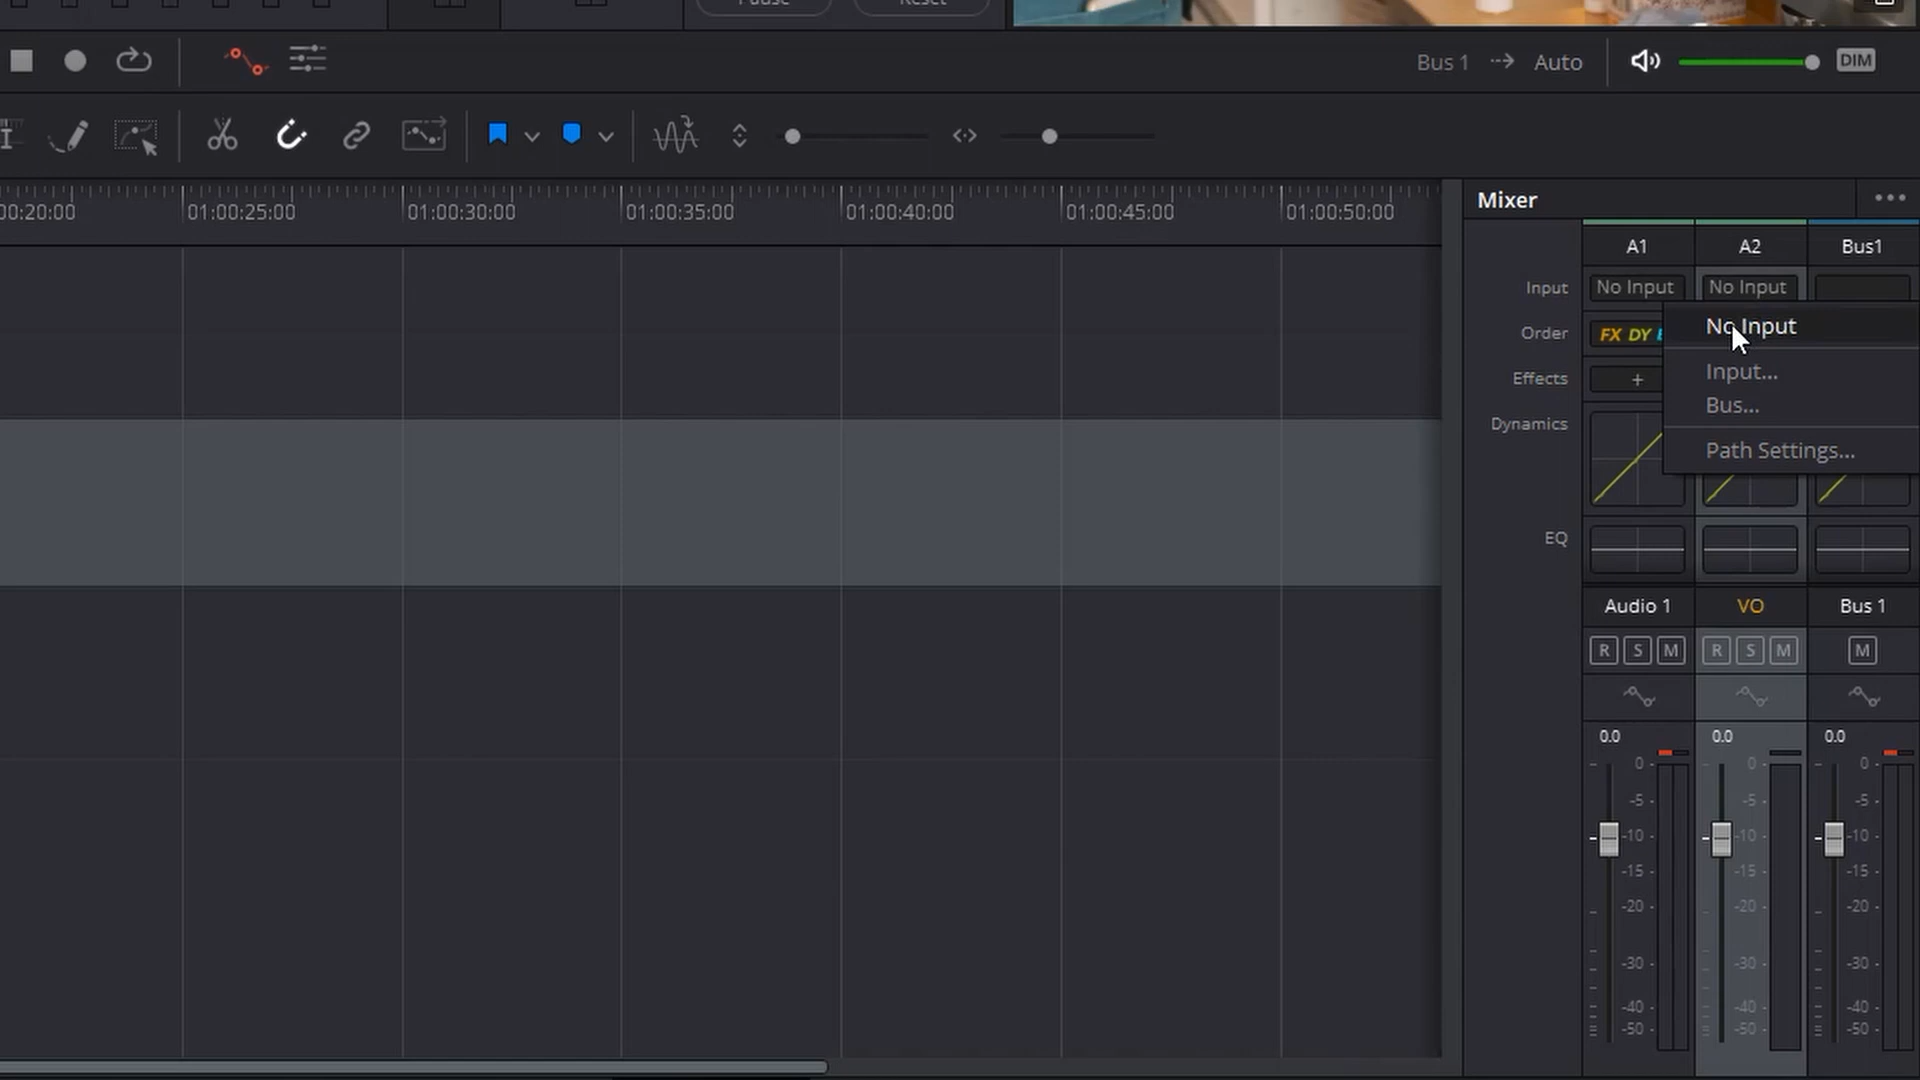 Pause Reset
Bus 1 Auto DIM
00:20:00 01:00:25:00 01:00:30:00 01:00:35:00 01:00:40:00 01:00:45:00 01:00:50:00
Mixer
A1 A2 Bus1
Input No Input No Input
No Input
Order FX DY
Input...
Effects +
Bus...
Dynamics
Path Settings...
EQ
Audio 1 VO Bus 1
R S M R S M M
0.0 0.0 0.0
0 0 0
-5 -5 -5
-10 -10 -10
-15 -15 -15
-20 -20 -20
-30 -30 -30
-40 -40 -40
-50 -50 -50